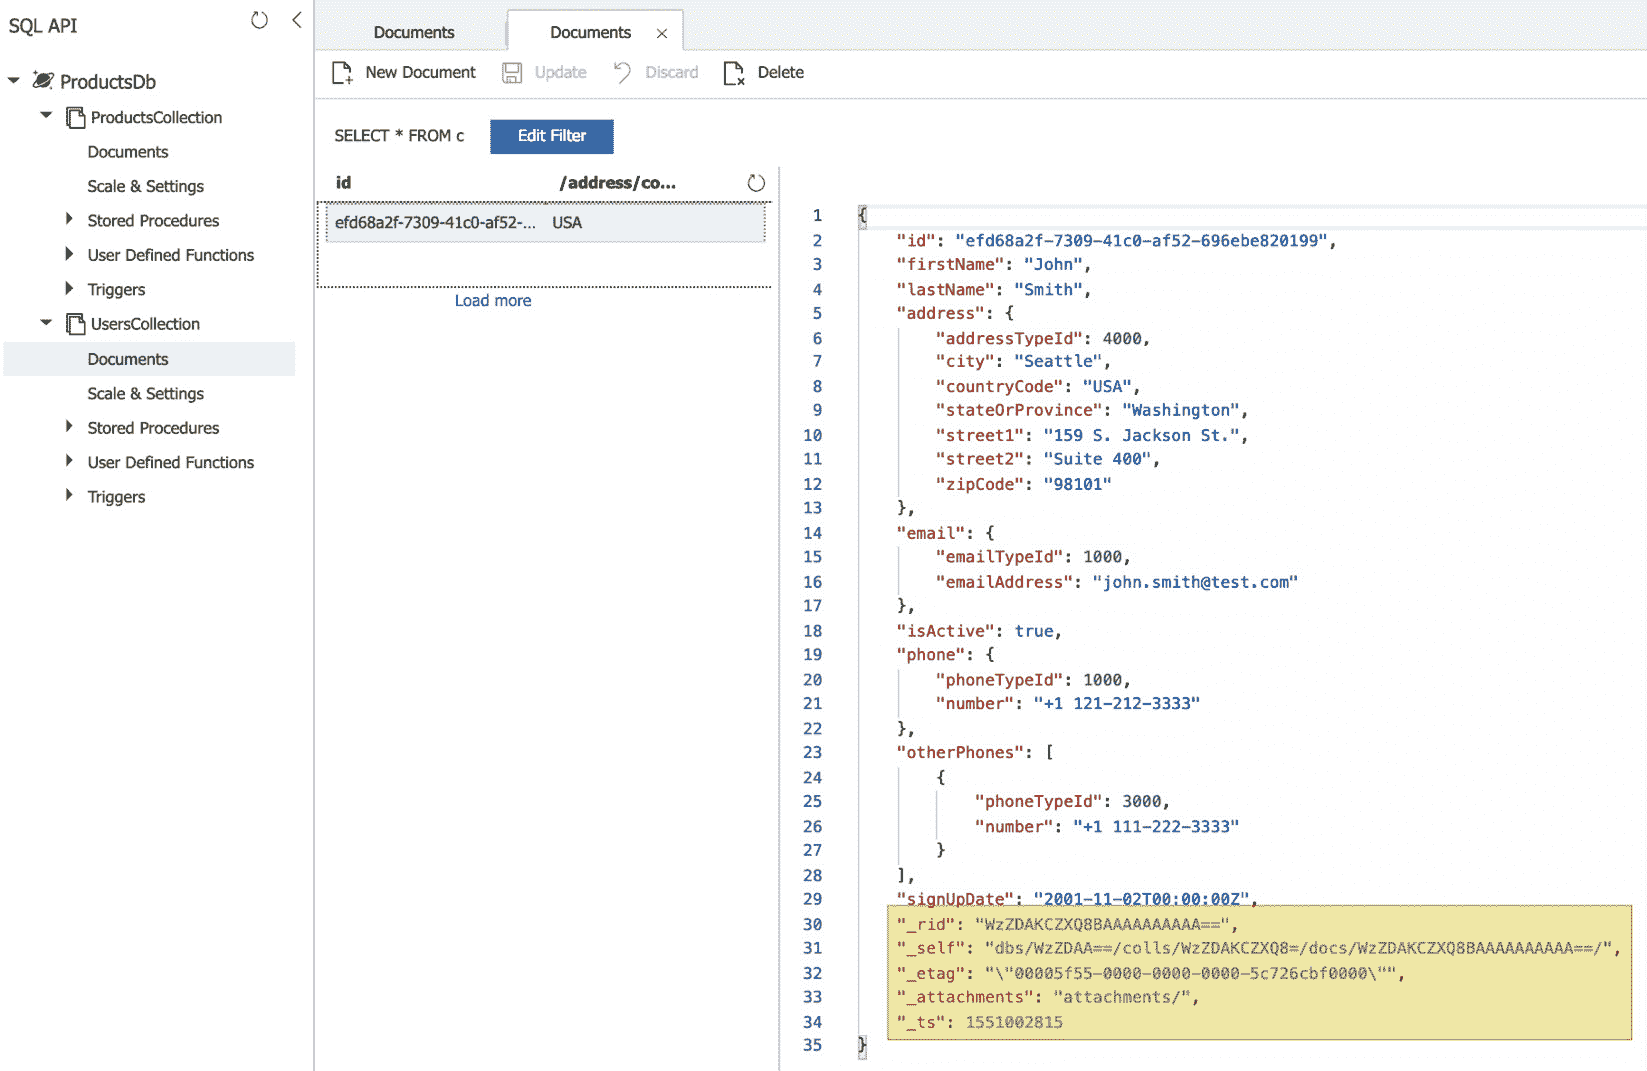 SQL API
ProductsDb
ProductsCollection
Documents
Scale & Settings
Stored Procedures
User Defined Functions
Triggers
UsersCollection
Documents
Scale & Settings
Stored Procedures
User Defined Functions
Triggers
Documents
Documents
New Document
Update
Discard
Delete
SELECT * FROM c
Edit Filter
id /address/co...
efd68a2f-7309-41c0-af52-... USA
Load more
1 {
2 "id": "efd68a2f-7309-41c0-af52-696ebe820199",
3 "firstName": "John",
4 "lastName": "Smith",
5 "address": {
6 "addressTypeId": 4000,
7 "city": "Seattle",
8 "countryCode": "USA",
9 "stateOrProvince": "Washington",
10 "street1": "159 S. Jackson St.",
11 "street2": "Suite 400",
12 "zipCode": "98101"
13 },
14 "email": {
15 "emailTypeId": 1000,
16 "emailAddress": "john.smith@test.com"
17 },
18 "isActive": true,
19 "phone": {
20 "phoneTypeId": 1000,
21 "number": "+1 121-212-3333"
22 },
23 "otherPhones": [
24 {
25 "phoneTypeId": 3000,
26 "number": "+1 111-222-3333"
27 }
28 ],
29 "signUpDate": "2001-11-02T00:00:00Z",
30 "_rid": "WzZDAKCZXQ8BAAAAAAAAAA==",
31 "_self": "dbs/WzZDAA==/colls/WzZDAKCZXQ8=/docs/WzZDAKCZXQ8BAAAAAAAAAA==/",
32 "_etag": "\"00005f55-0000-0000-0000-5c726cbf0000\"",
33 "_attachments": "attachments/",
34 "_ts": 1551002815
35 }